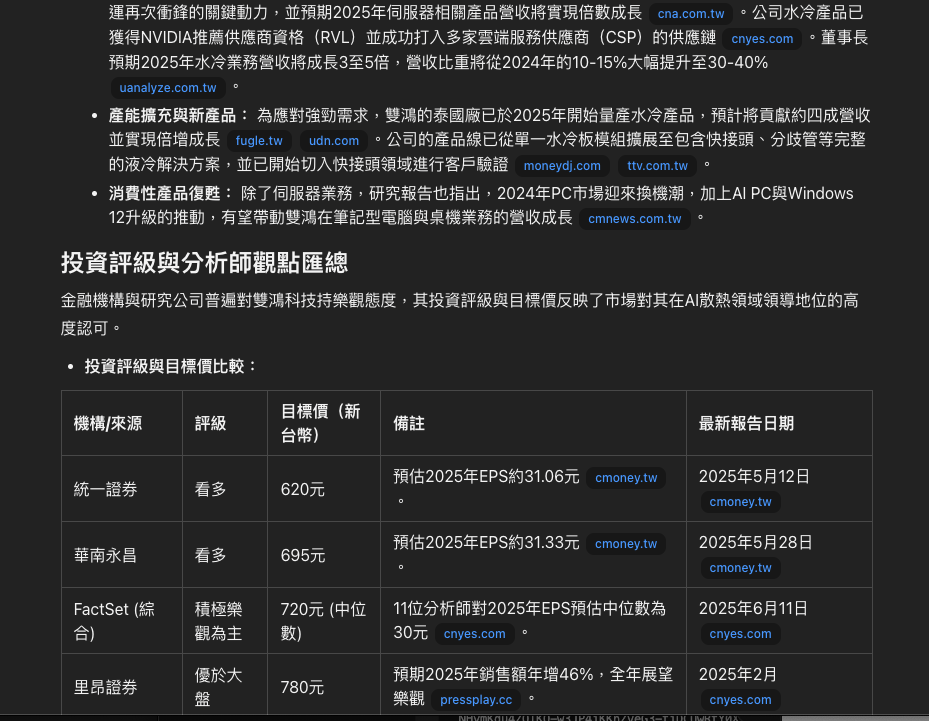 運再次衝鋒的關鍵動力，並預期2025年伺服器相關產品營收將實現倍數成長 cna.com.tw 。公司水冷產品已
獲得NVIDIA推薦供應商資格（RVL）並成功打入多家雲端服務供應商（CSP）的供應鏈 cnyes.com 。董事長
預期2025年水冷業務營收將成長3至5倍，營收比重將從2024年的10-15%大幅提升至30-40%
uanalyze.com.tw 。
• 產能擴充與新產品： 為應對強勁需求，雙鴻的泰國廠已於2025年開始量產水冷產品，預計將貢獻約四成營收
並實現倍增成長 fugle.tw udn.com 。公司的產品線已從單一水冷板模組擴展至包含快接頭、分歧管等完整
的液冷解決方案，並已開始切入快接頭領域進行客戶驗證 moneydj.com ttv.com.tw 。
• 消費性產品復甦： 除了伺服器業務，研究報告也指出，2024年PC市場迎來換機潮，加上AI PC與Windows
12升級的推動，有望帶動雙鴻在筆記型電腦與桌機業務的營收成長 cmnews.com.tw 。
投資評級與分析師觀點匯總
金融機構與研究公司普遍對雙鴻科技持樂觀態度，其投資評級與目標價反映了市場對其在AI散熱領域領導地位的高
度認可。
• 投資評級與目標價比較：
機構/來源 評級 目標價（新台幣） 備註 最新報告日期
統一證券 看多 620元 預估2025年EPS約31.06元 cmoney.tw 。 2025年5月12日 cmoney.tw
華南永昌 看多 695元 預估2025年EPS約31.33元 cmoney.tw 。 2025年5月28日 cmoney.tw
FactSet (綜合) 積極樂觀為主 720元 (中位數) 11位分析師對2025年EPS預估中位數為30元 cnyes.com 。 2025年6月11日 cnyes.com
里昂證券 優於大盤 780元 預期2025年銷售額年增46%，全年展望樂觀 pressplay.cc 。 2025年2月 cnyes.com